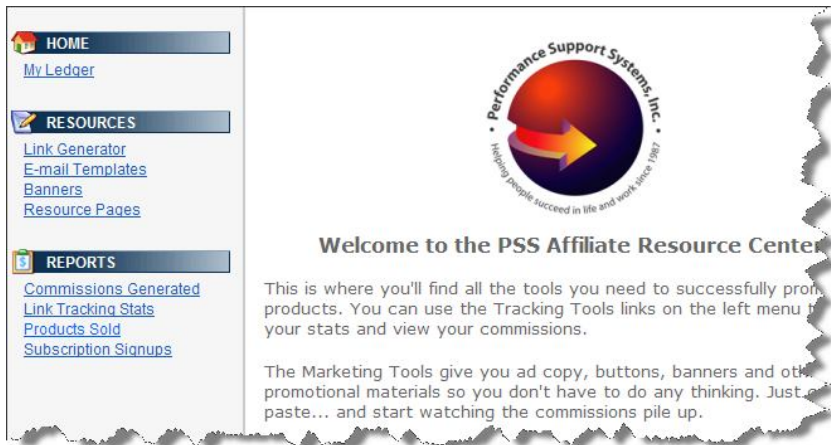 HOME
My Ledger
RESOURCES
Link Generator
E-mail Templates
Banners
Resource Pages
REPORTS
Commissions Generated
Link Tracking Stats
Products Sold
Subscription Signups
• Performance Support Systems, Inc. •
Helping people succeed in life and work since 1987
Welcome to the PSS Affiliate Resource Center
This is where you'll find all the tools you need to successfully
products. You can use the Tracking Tools links on the left menu
your stats and view your commissions.
The Marketing Tools give you ad copy, buttons, banners and
promotional materials so you don't have to do any thinking. Just
paste... and start watching the commissions pile up.